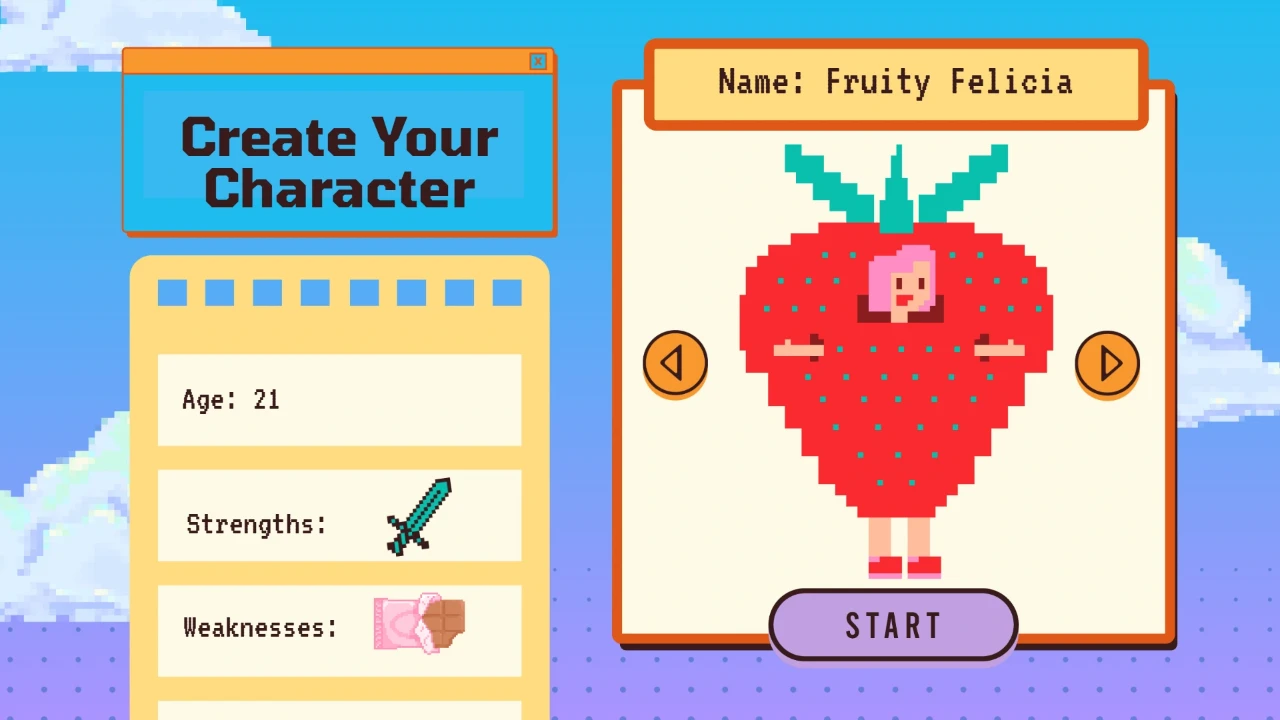 Create Your
Character
Age: 21
Strengths:
Weaknesses:
Name: Fruity Felicia
START